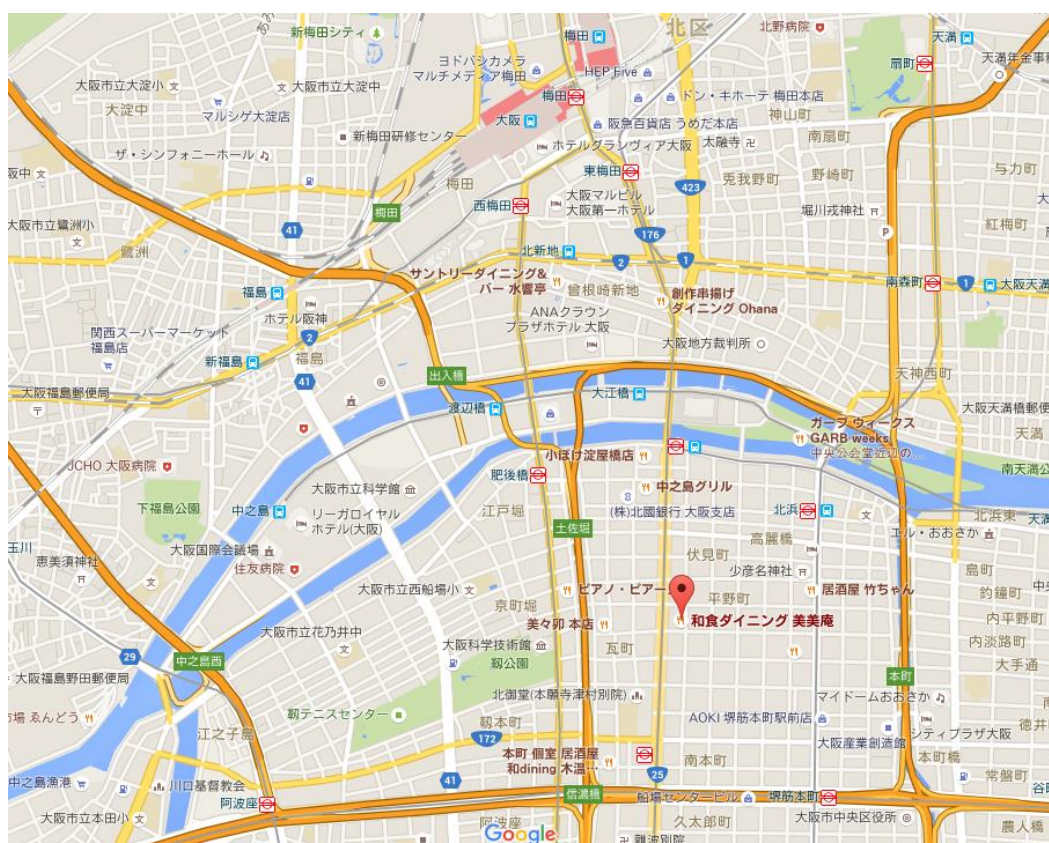 梅田
北区
北野病院
天満
新梅田シティ
扇町
天満年金事務
ヨドバシカメラ
マルチメディア梅田
HEP Five
大阪市立大淀小
大阪市立大淀中
大淀中
マルシゲ大淀店
梅田
ドン・キホーテ 梅田本店
神山町
大阪
阪急百貨店 うめだ本店
南扇町
新梅田研修センター
ホテルグランヴィア大阪
太融寺
ザ・シンフォニーホール
東梅田
兎我野町
野崎町
与力町
阪中
梅田
423
西梅田
大阪マルビル
大阪第一ホテル
堀川戎神社
大阪市立鷺洲小
梅田
41
176
紅梅町
P
鷺洲
北新地
2
1
サントリーダイニング&
バー 水響亭
曾根崎新地
南森町
1
大阪天満
福島
創作串揚げ
ダイニング Ohana
ホテル阪神
ANAクラウン
プラザホテル 大阪
関西スーパーマーケット
福島店
2
大阪地方裁判所
新福島
福島
41
出入橋
天神西町
大阪福島郵便局
大江橋
渡辺橋
大阪天満橋郵便
ガーブ ウィークス
GARB weeks
中央公会堂近辺の...
天満
小ぼけ淀屋橋店
JCHO 大阪病院
肥後橋
南天満公
大阪市立科学館
中之島グリル
下福島公園
中之島
リーガロイヤル
ホテル(大阪)
江戸堀
(株)北國銀行 大阪支店
北浜
北浜東
土佐堀
高麗橋
エル・おおさか
玉川
大阪国際会議場
伏見町
恵美須神社
住友病院
少彦名神社
島町
大阪市立西船場小
ピアノ・ピアー
平野町
居酒屋 竹ちゃん
釣鐘町
京町堀
和食ダイニング 美美庵
内平野町
大阪市立花乃井中
美々卯 本店
大阪科学技術館
瓦町
内淡路町
29
中之島西
靱公園
大手通
大阪福島野田郵便局
本町
北御堂(本願寺津村別院)
マイドームおおさか
市場 ゑんどう
靱テニスセンター
靱本町
AOKI 堺筋本町駅前店
シティプラザ大阪
徳井
江之子島
172
大阪産業創造館
本町 個室 居酒屋
和dining 木温...
南本町
本町橋
中之島漁港
川口基督教会
41
25
常盤町
阿波座
信濃橋
船場センタービル
堺筋本町
谷町
大阪市立本田小
阿波座
Google
久太郎町
大阪市中央区役所
農人橋
難波別院